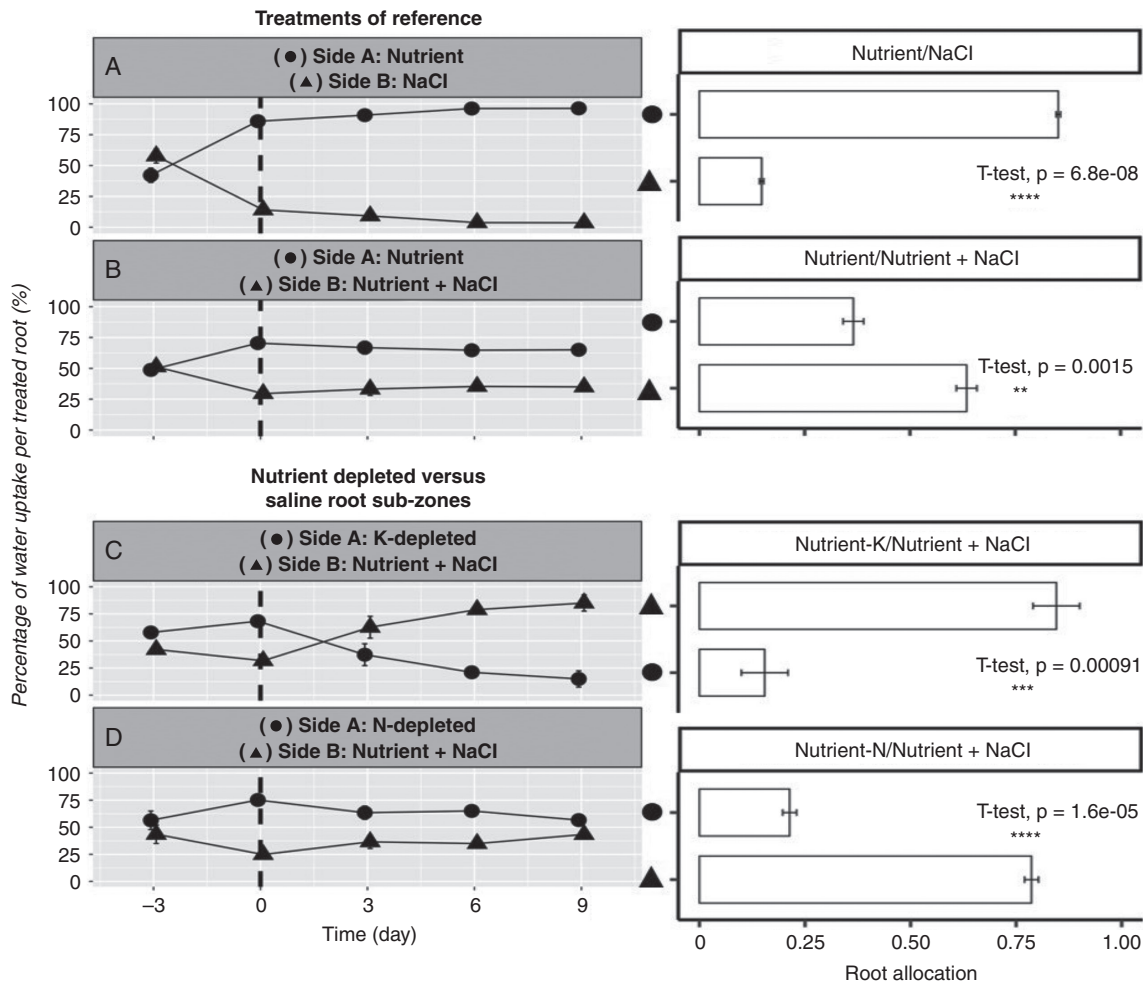 Treatments of reference
A
(●) Side A: Nutrient
(▲) Side B: NaCl
100
75
50
25
0
Nutrient/NaCl
T-test, p = 6.8e-08
****
B
(●) Side A: Nutrient
(▲) Side B: Nutrient + NaCl
100
75
50
25
0
Nutrient/Nutrient + NaCl
T-test, p = 0.0015
**
Percentage of water uptake per treated root (%)
Nutrient depleted versus
saline root sub-zones
C
(●) Side A: K-depleted
(▲) Side B: Nutrient + NaCl
100
75
50
25
0
Nutrient-K/Nutrient + NaCl
T-test, p = 0.00091
***
D
(●) Side A: N-depleted
(▲) Side B: Nutrient + NaCl
100
75
50
25
0
–3 0 3 6 9
Time (day)
Nutrient-N/Nutrient + NaCl
T-test, p = 1.6e-05
****
0 0.25 0.50 0.75 1.00
Root allocation